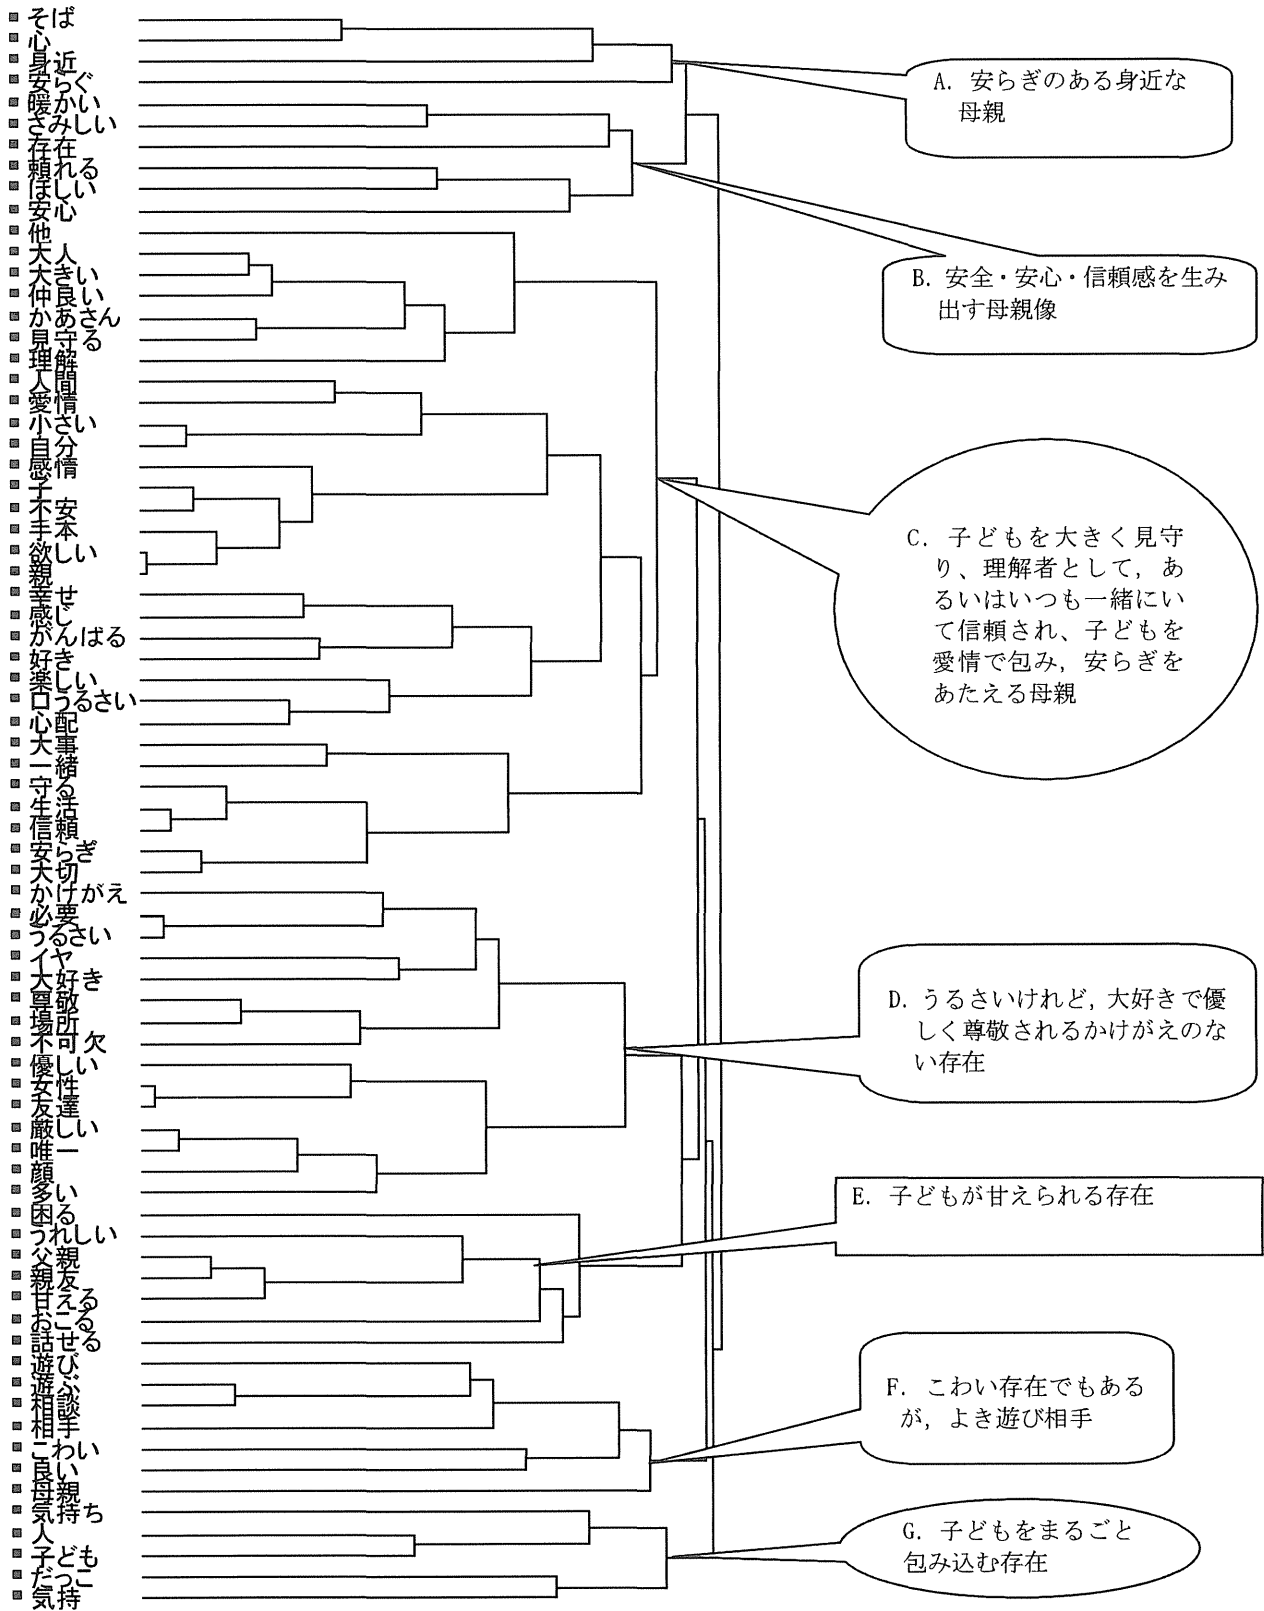 そば
心
身近
安らぐ
暖かい
さみしい
存在
頼れる
ほしい
安心
他
大人
大きい
仲良い
かあさん
見守る
理解
人間
愛情
小さい
自分
感情
子
不安
手本
欲しい
親
幸せ
感じ
がんばる
好き
楽しい
口うるさい
心配
大事
一緒
守る
生活
信頼
安らぎ
大切
かけがえ
必要
うるさい
イヤ
大好き
尊敬
場所
不可欠
優しい
女性
友達
厳しい
唯一
顔
多い
困る
うれしい
父親
親友
甘える
おこる
話せる
遊び
遊ぶ
相談
相手
こわい
良い
母親
気持ち
人
子ども
だっこ
気持
A. 安らぎのある身近な
母親
B. 安全・安心・信頼感を生み
出す母親像
C. 子どもを大きく見守
り、理解者として，あ
るいはいつも一緒にい
て信頼され、子どもを
愛情で包み，安らぎを
あたえる母親
D. うるさいけれど，大好きで優
しく尊敬されるかけがえのな
い存在
E. 子どもが甘えられる存在
F. こわい存在でもある
が，よき遊び相手
G. 子どもをまるごと
包み込む存在